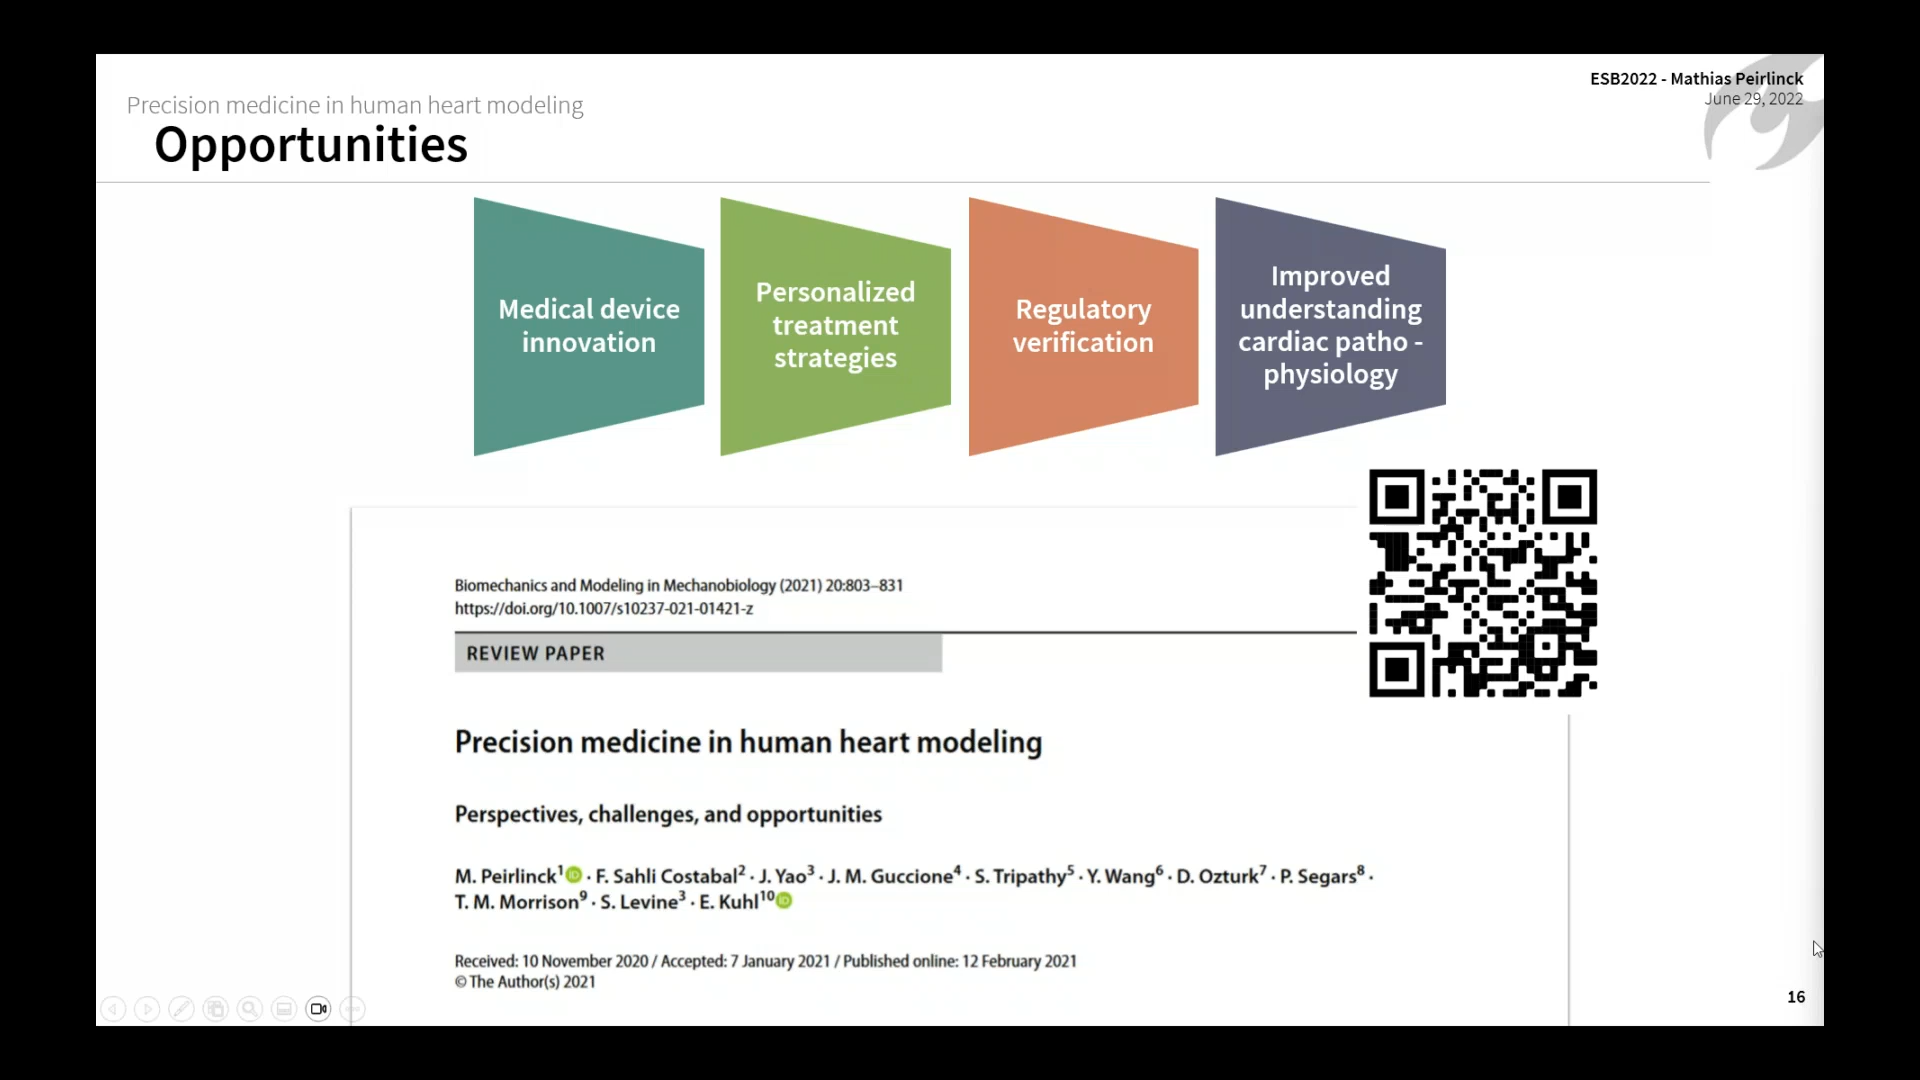 Precision medicine in human heart modeling
Opportunities
ESB2022 - Mathias Peirlinck
June 29, 2022
Medical device
innovation
Personalized
treatment
strategies
Regulatory
verification
Improved
understanding
cardiac patho -
physiology
Biomechanics and Modeling in Mechanobiology (2021) 20:803–831
https://doi.org/10.1007/s10237-021-01421-z
REVIEW PAPER
Precision medicine in human heart modeling
Perspectives, challenges, and opportunities
M. Peirlinck1 · F. Sahli Costabal2 · J. Yao3 · J. M. Guccione4 · S. Tripathy5 · Y. Wang6 · D. Ozturk7 · P. Segars8 ·
T. M. Morrison9 · S. Levine3 · E. Kuhl10
Received: 10 November 2020 / Accepted: 7 January 2021 / Published online: 12 February 2021
© The Author(s) 2021
16